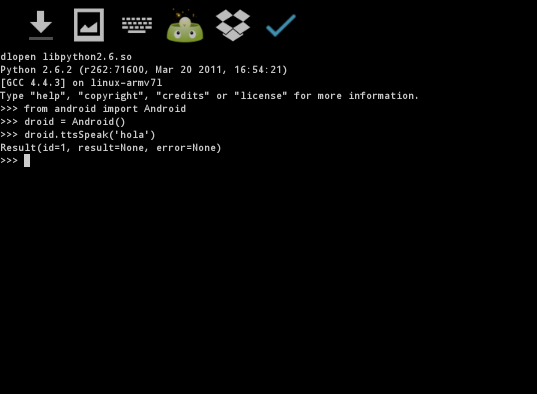 dlopen libpython2.6.so
Python 2.6.2 (r262:71600, Mar 20 2011, 16:54:21)
[GCC 4.4.3] on linux-armv7l
Type "help", "copyright", "credits" or "license" for more information.
>>> from android import Android
>>> droid = Android()
>>> droid.ttsSpeak('hola')
Result(id=1, result=None, error=None)
>>>